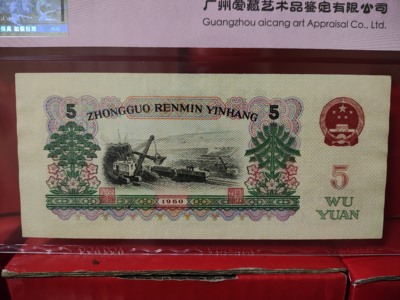 广州爱藏艺术品鉴定有限公司
Guangzhou aicang art Appraisal Co., Ltd.
5 ZHONGGUO RENMIN YINHANG 5
1960
5
WU
YUAN